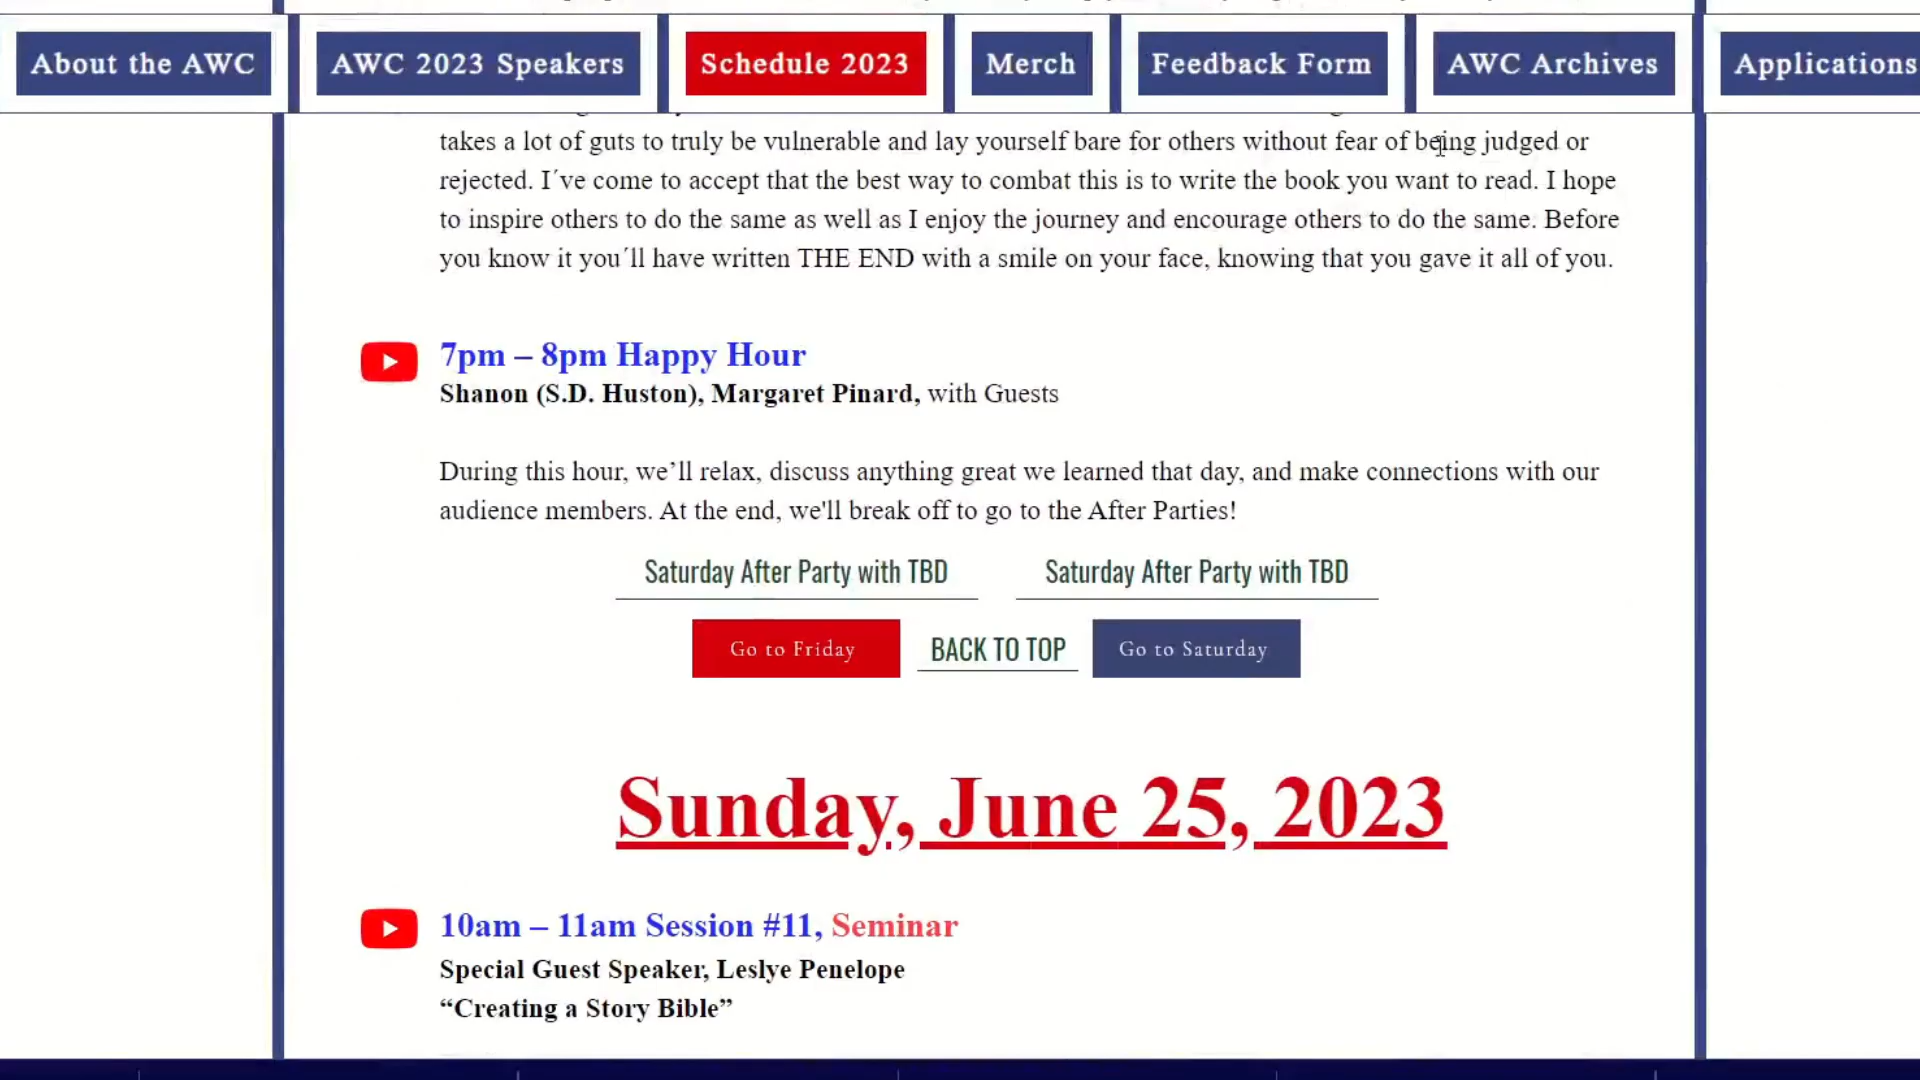 About the AWC
AWC 2023 Speakers
Schedule 2023
Merch
Feedback Form
AWC Archives
Applications
takes a lot of guts to truly be vulnerable and lay yourself bare for others without fear of being judged or
rejected. I´ve come to accept that the best way to combat this is to write the book you want to read. I hope
to inspire others to do the same as well as I enjoy the journey and encourage others to do the same. Before
you know it you´ll have written THE END with a smile on your face, knowing that you gave it all of you.
7pm – 8pm Happy Hour
Shanon (S.D. Huston), Margaret Pinard, with Guests
During this hour, we’ll relax, discuss anything great we learned that day, and make connections with our
audience members. At the end, we'll break off to go to the After Parties!
Saturday After Party with TBD
Saturday After Party with TBD
Go to Friday
BACK TO TOP
Go to Saturday
Sunday, June 25, 2023
10am – 11am Session #11, Seminar
Special Guest Speaker, Leslye Penelope
“Creating a Story Bible”